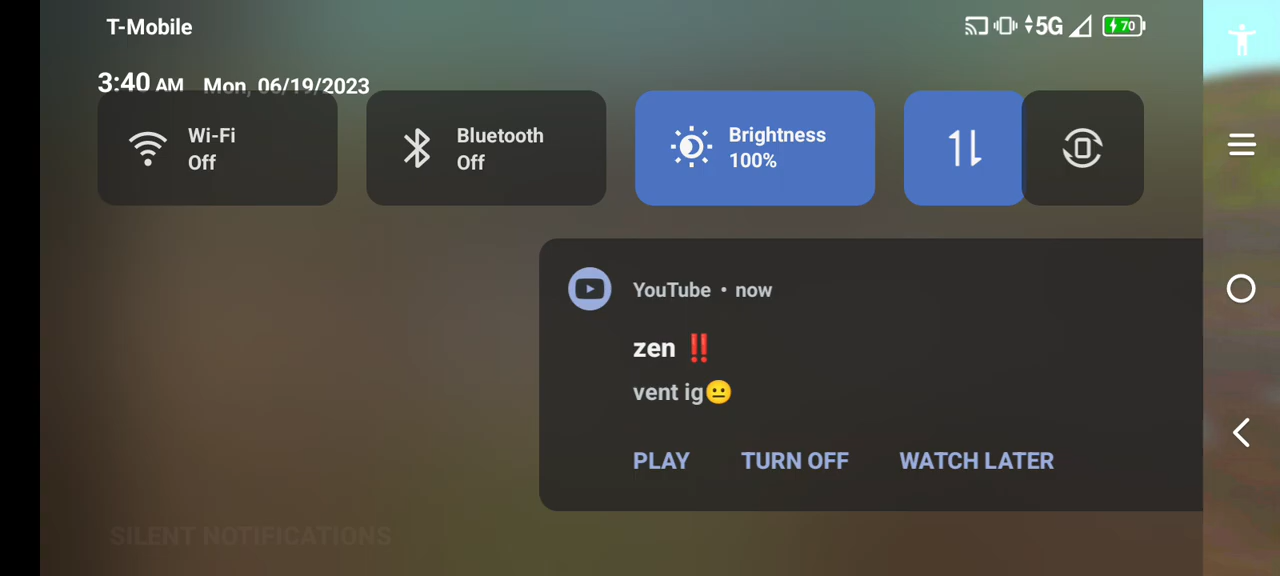 T-Mobile
5G
70
3:40 AM Mon, 06/19/2023
Wi-Fi
Off
Bluetooth
Off
Brightness
100%
YouTube • now
zen ‼️
vent ig😐
PLAY TURN OFF WATCH LATER
SILENT NOTIFICATIONS